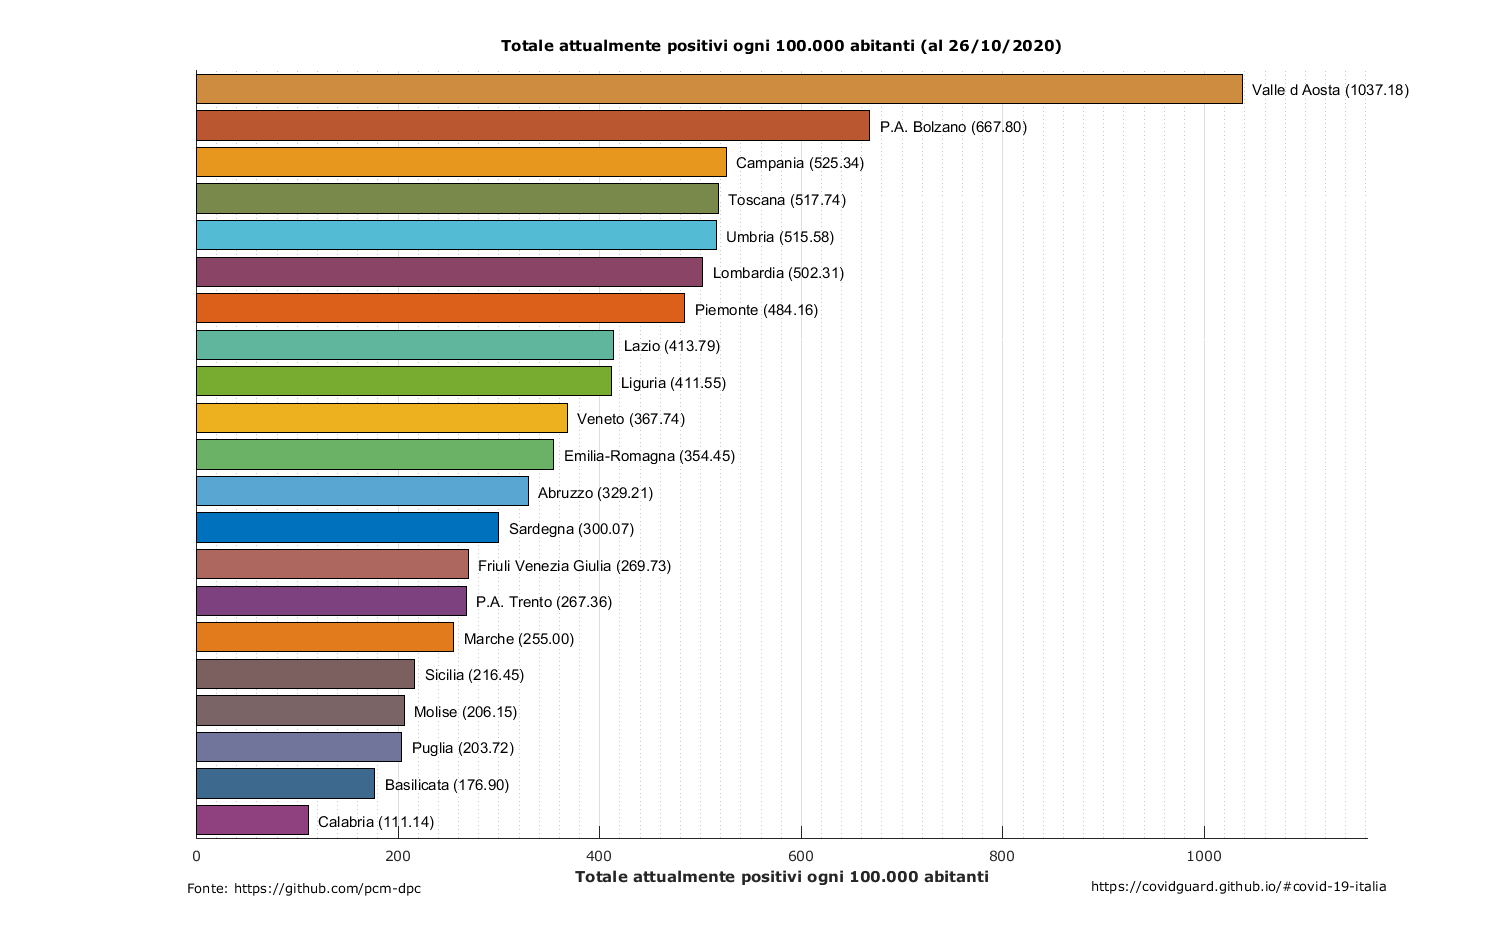 Totale attualmente positivi ogni 100.000 abitanti (al 26/10/2020)
Valle d Aosta (1037.18)
P.A. Bolzano (667.80)
Campania (525.34)
Toscana (517.74)
Umbria (515.58)
Lombardia (502.31)
Piemonte (484.16)
Lazio (413.79)
Liguria (411.55)
Veneto (367.74)
Emilia-Romagna (354.45)
Abruzzo (329.21)
Sardegna (300.07)
Friuli Venezia Giulia (269.73)
P.A. Trento (267.36)
Marche (255.00)
Sicilia (216.45)
Molise (206.15)
Puglia (203.72)
Basilicata (176.90)
Calabria (111.14)
0 200 400 600 800 1000
Totale attualmente positivi ogni 100.000 abitanti
Fonte: https://github.com/pcm-dpc
https://covidguard.github.io/#covid-19-italia